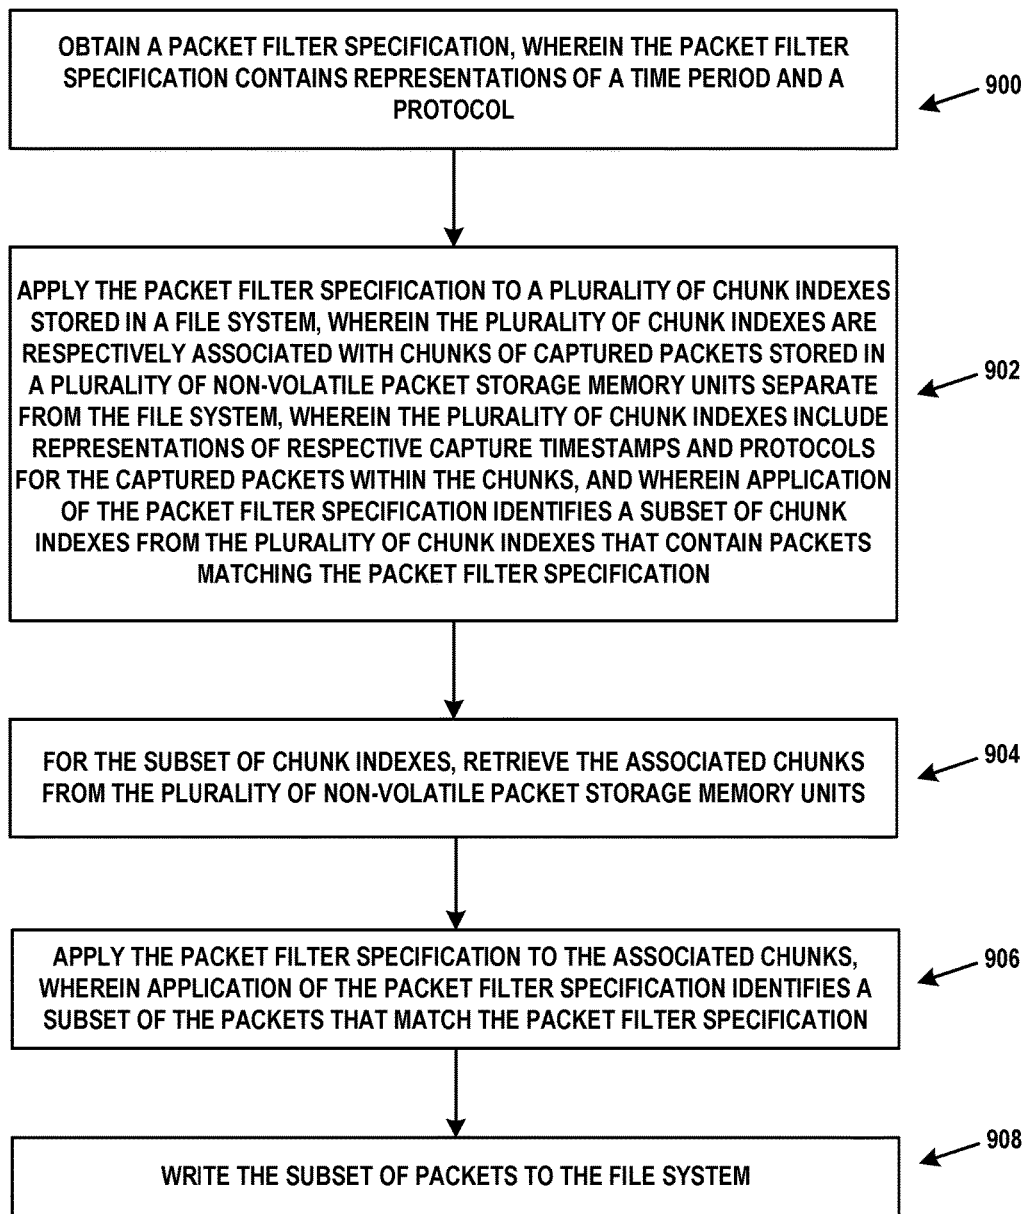 OBTAIN A PACKET FILTER SPECIFICATION, WHEREIN THE PACKET FILTER
SPECIFICATION CONTAINS REPRESENTATIONS OF A TIME PERIOD AND A
PROTOCOL
900
APPLY THE PACKET FILTER SPECIFICATION TO A PLURALITY OF CHUNK INDEXES
STORED IN A FILE SYSTEM, WHEREIN THE PLURALITY OF CHUNK INDEXES ARE
RESPECTIVELY ASSOCIATED WITH CHUNKS OF CAPTURED PACKETS STORED IN
A PLURALITY OF NON-VOLATILE PACKET STORAGE MEMORY UNITS SEPARATE
FROM THE FILE SYSTEM, WHEREIN THE PLURALITY OF CHUNK INDEXES INCLUDE
REPRESENTATIONS OF RESPECTIVE CAPTURE TIMESTAMPS AND PROTOCOLS
FOR THE CAPTURED PACKETS WITHIN THE CHUNKS, AND WHEREIN APPLICATION
OF THE PACKET FILTER SPECIFICATION IDENTIFIES A SUBSET OF CHUNK
INDEXES FROM THE PLURALITY OF CHUNK INDEXES THAT CONTAIN PACKETS
MATCHING THE PACKET FILTER SPECIFICATION
902
FOR THE SUBSET OF CHUNK INDEXES, RETRIEVE THE ASSOCIATED CHUNKS
FROM THE PLURALITY OF NON-VOLATILE PACKET STORAGE MEMORY UNITS
904
APPLY THE PACKET FILTER SPECIFICATION TO THE ASSOCIATED CHUNKS,
WHEREIN APPLICATION OF THE PACKET FILTER SPECIFICATION IDENTIFIES A
SUBSET OF THE PACKETS THAT MATCH THE PACKET FILTER SPECIFICATION
906
WRITE THE SUBSET OF PACKETS TO THE FILE SYSTEM
908